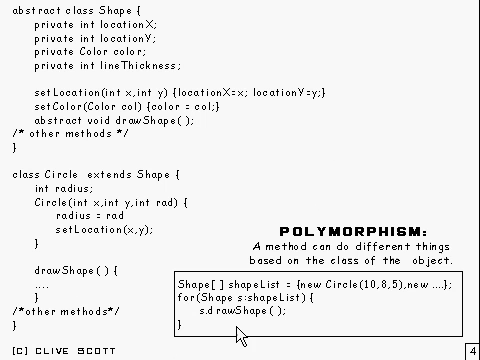 abstract class Shape {
private int locationX;
private int locationY;
private Color color;
private int lineThickness;
setLocation(int x,int y) {locationX=x; locationY=y;}
setColor(Color col) {color = col;}
abstract void drawShape( );
/* other methods */
}
class Circle extends Shape {
int radius;
Circle(int x,int y,int rad) {
radius = rad
setLocation(x,y);
}
drawShape( ) {
....
}
/*other methods*/
}
POLYMORPHISM:
A method can do different things
based on the class of the object.
Shape[ ] shapeList = {new Circle(10,8,5),new ....};
for(Shape s:shapeList) {
s.drawShape( );
}
(C) CLIVE SCOTT
4